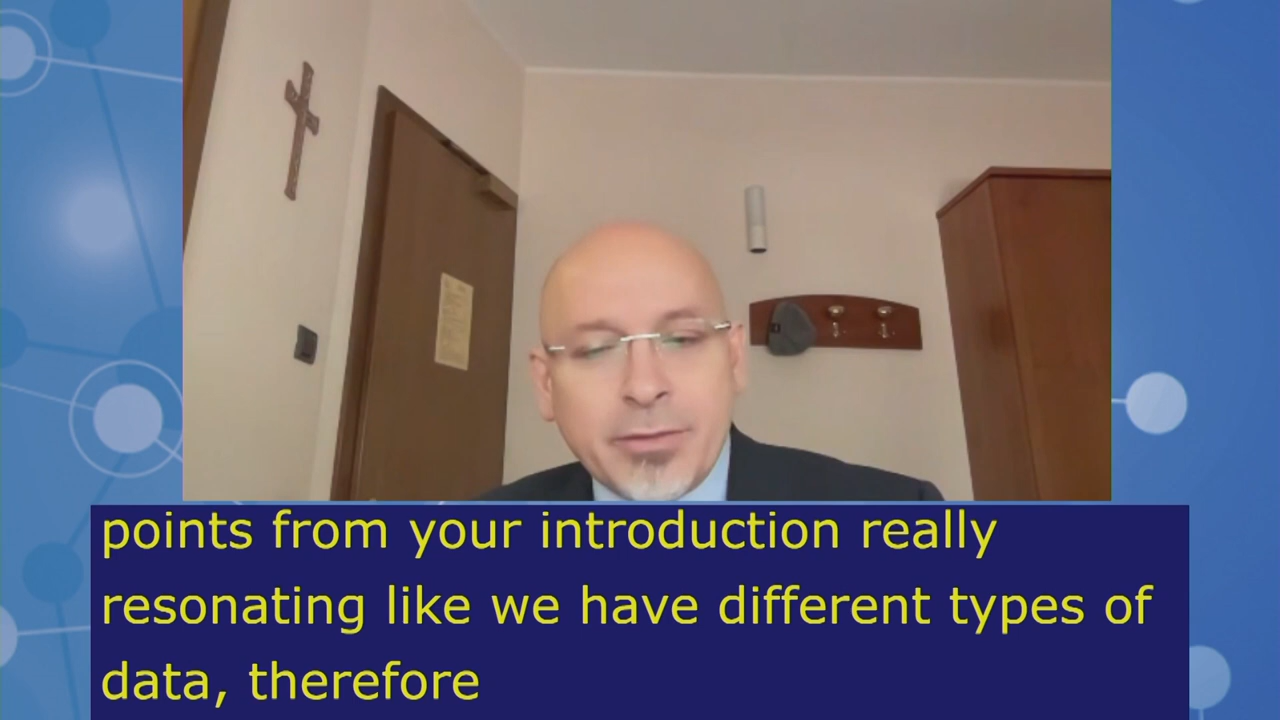 points from your introduction really
resonating like we have different types of
data, therefore